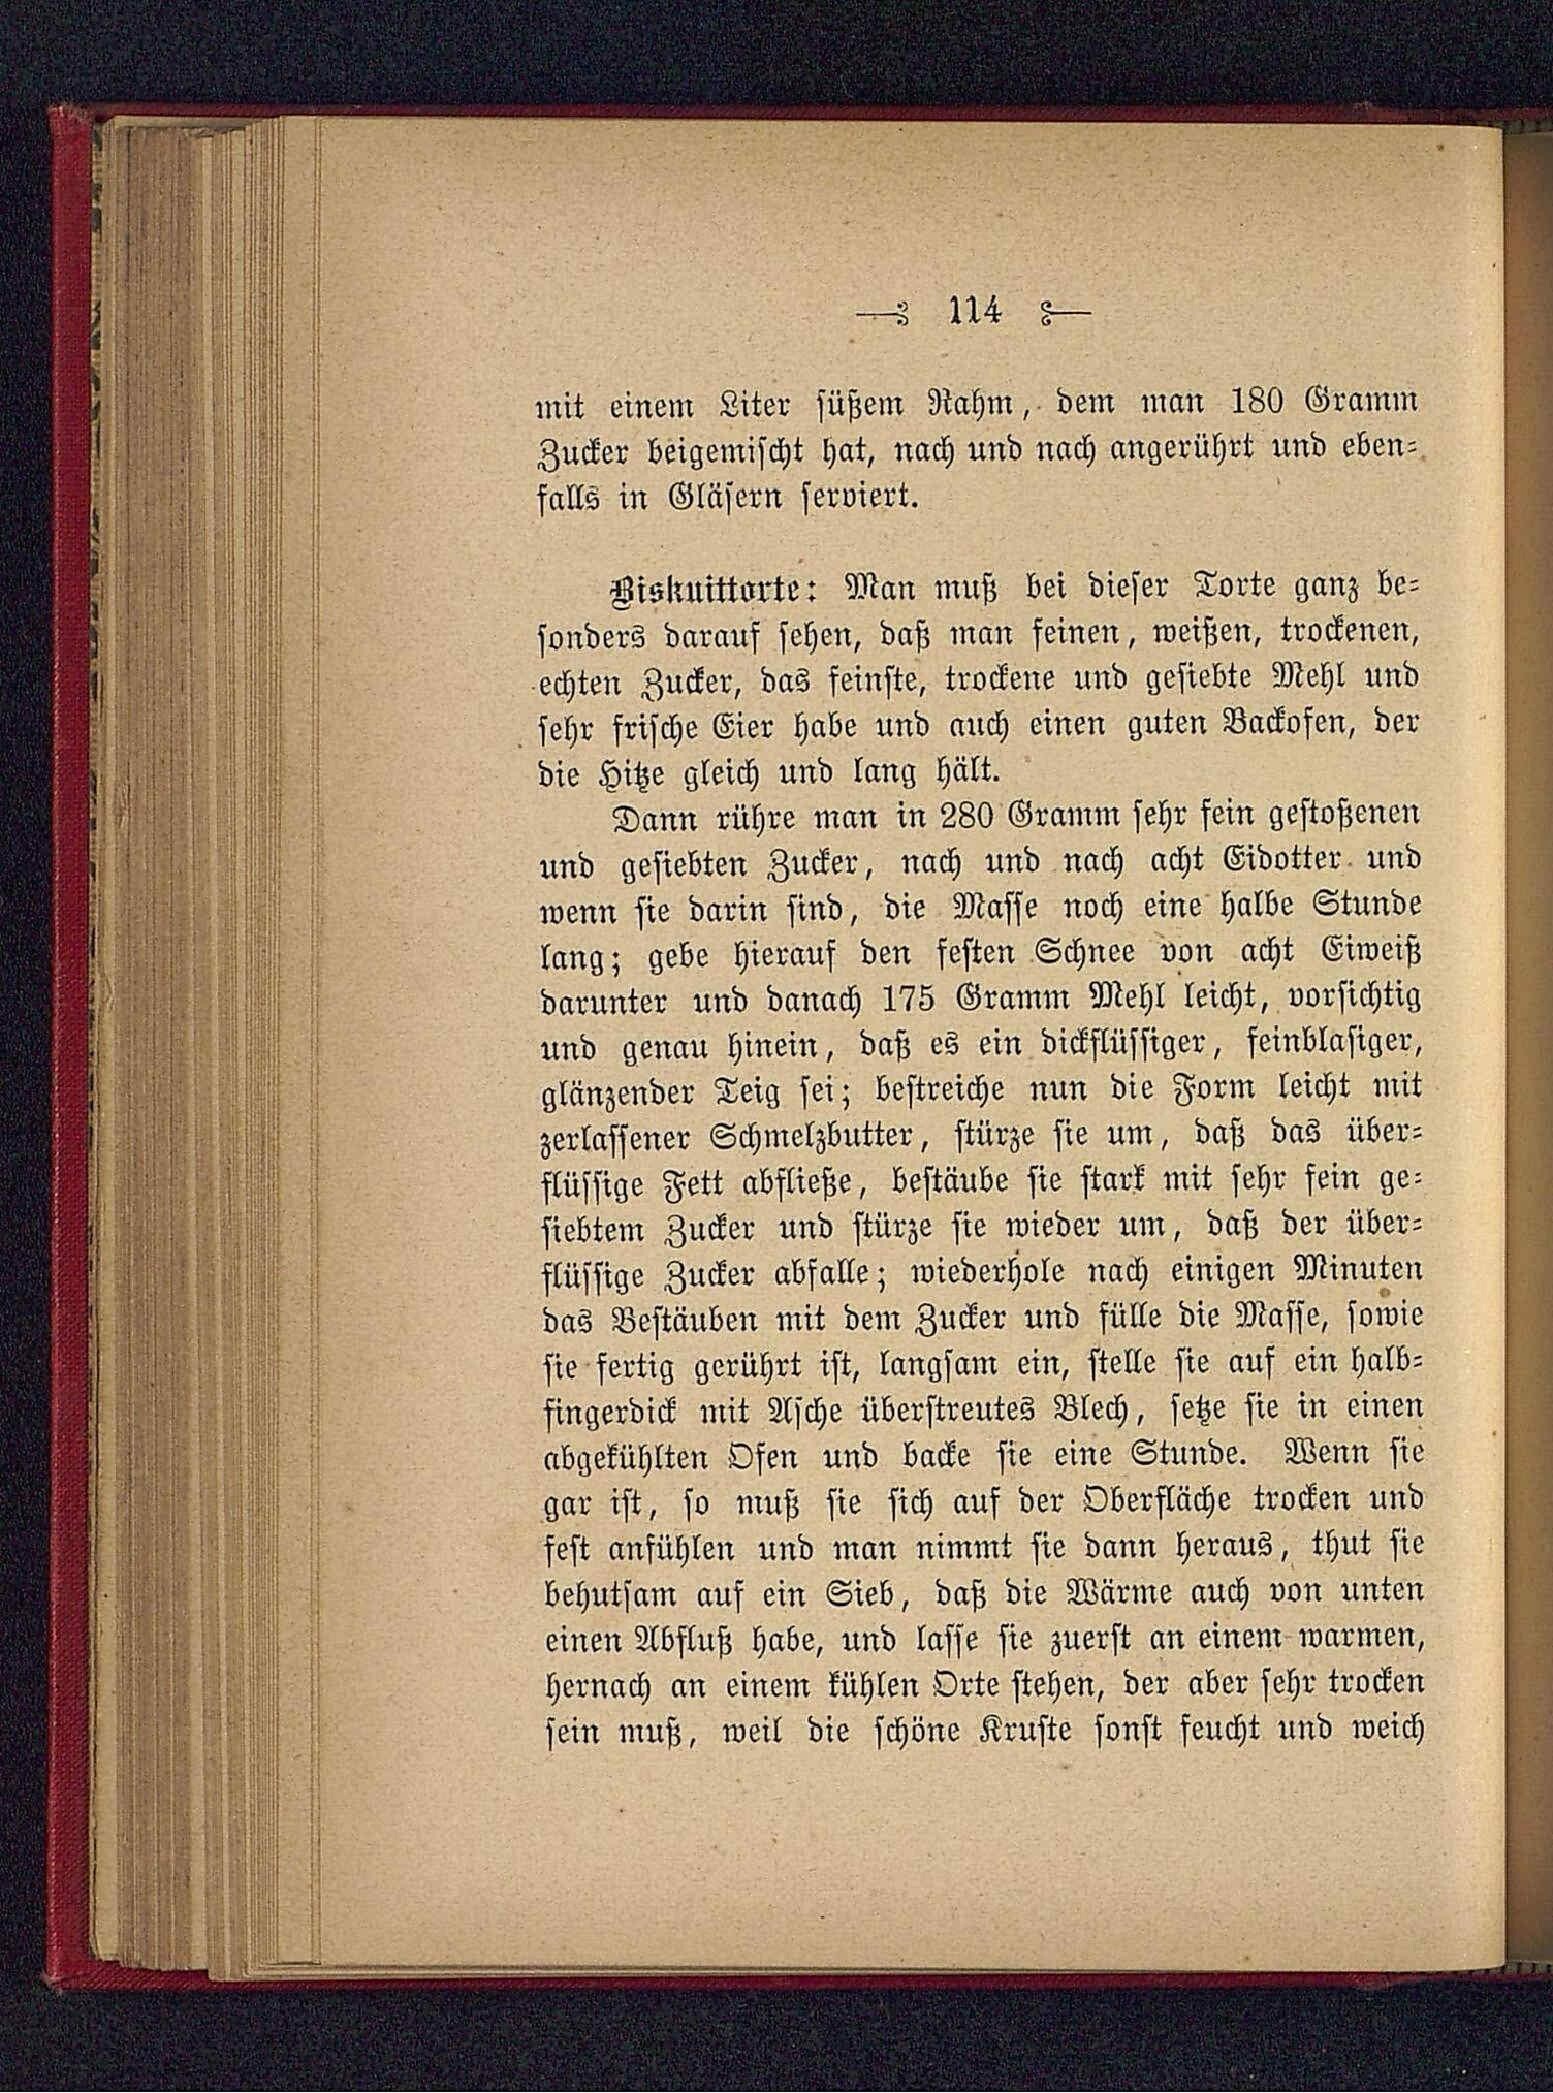 114
mit einem Liter süßem Rahm, dem man 180 Gramm
Zucker beigemischt hat, nach und nach angerührt und eben=
falls in Gläsern serviert.
Biskuittorte: Man muß bei dieser Torte ganz be=
sonders darauf sehen, daß man feinen, weißen, trockenen,
echten Zucker, das feinste, trockene und gesiebte Mehl und
sehr frische Eier habe und auch einen guten Backofen, der
die Hitze gleich und lang hält.
Dann rühre man in 280 Gramm sehr fein gestoßenen
und gesiebten Zucker, nach und nach acht Eidotter und
wenn sie darin sind, die Masse noch eine halbe Stunde
lang; gebe hierauf den festen Schnee von acht Eiweiß
darunter und danach 175 Gramm Mehl leicht, vorsichtig
und genau hinein, daß es ein dickflüssiger, feinblasiger,
glänzender Teig sei; bestreiche nun die Form leicht mit
zerlassener Schmelzbutter, stürze sie um, daß das über=
flüssige Fett abfließe, bestäube sie stark mit sehr fein ge=
siebtem Zucker und stürze sie wieder um, daß der über=
flüssige Zucker abfalle; wiederhole nach einigen Minuten
das Bestäuben mit dem Zucker und fülle die Masse, sowie
sie fertig gerührt ist, langsam ein, stelle sie auf ein halb=
fingerdick mit Asche überstreutes Blech, setze sie in einen
abgekühlten Ofen und backe sie eine Stunde. Wenn sie
gar ist, so muß sie sich auf der Oberfläche trocken und
fest anfühlen und man nimmt sie dann heraus, thut sie
behutsam auf ein Sieb, daß die Wärme auch von unten
einen Abfluß habe, und lasse sie zuerst an einem warmen,
hernach an einem kühlen Orte stehen, der aber sehr trocken
sein muß, weil die schöne Kruste sonst feucht und weich